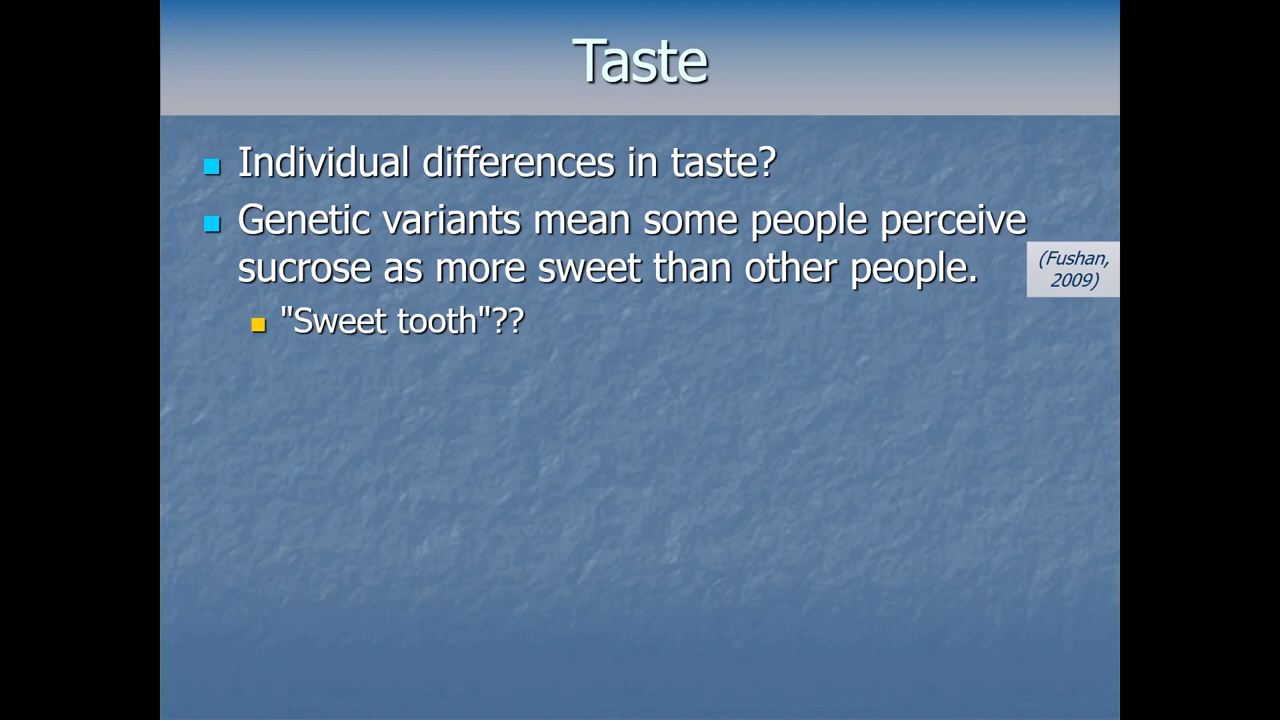 Taste
Individual differences in taste?
Genetic variants mean some people perceive
sucrose as more sweet than other people.
(Fushan,
2009)
"Sweet tooth"??